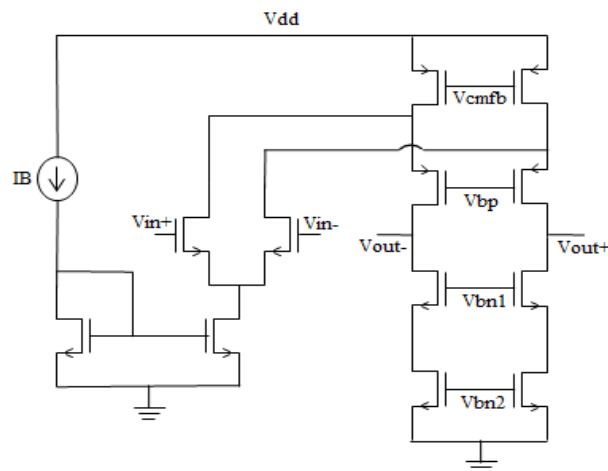 Vdd
Vcmfb
IB
Vbp
Vin+
Vin-
Vout-
Vout+
Vbn1
Vbn2